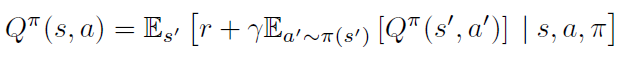 Q^π(s, a) = 𝔼_{s′} [r + γ𝔼_{a′∼π(s′)} [Q^π(s′, a′)] | s, a, π]